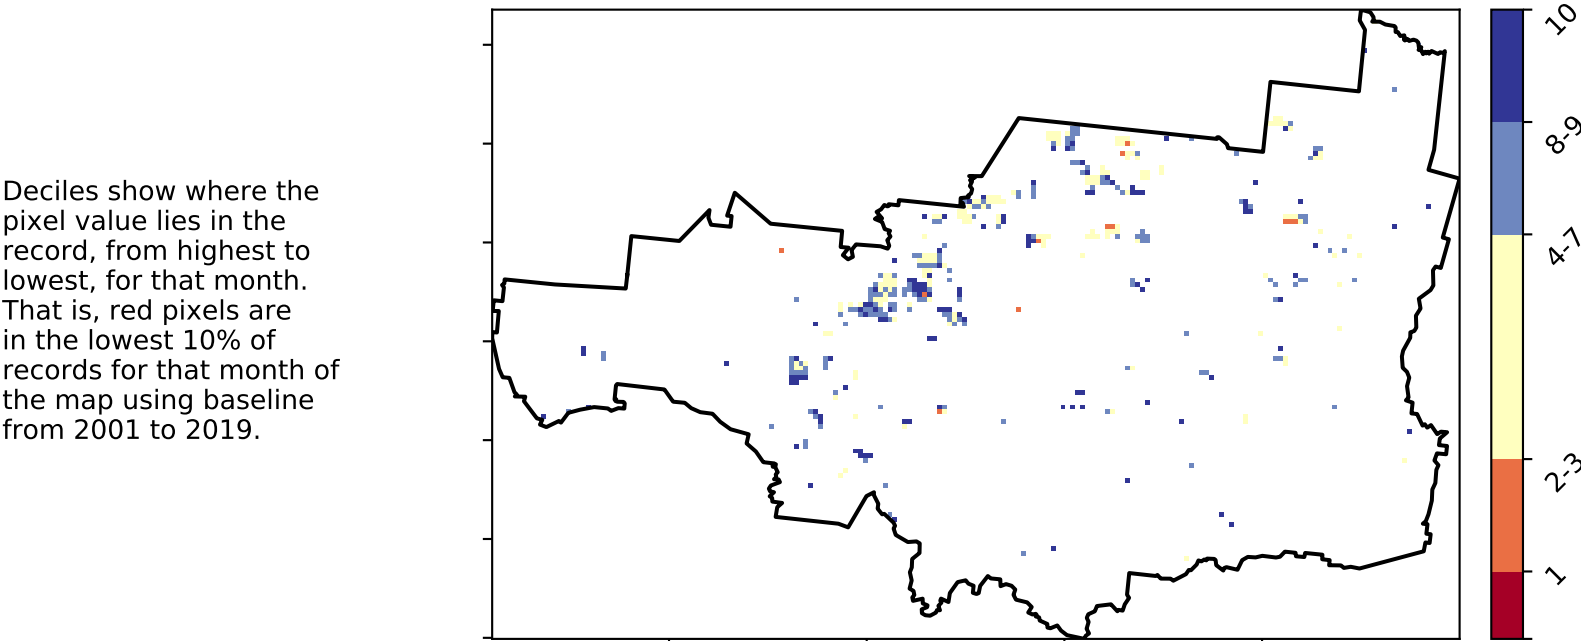 Deciles show where the
pixel value lies in the
record, from highest to
lowest, for that month.
That is, red pixels are
in the lowest 10% of
records for that month of
the map using baseline
from 2001 to 2019.
10
8-9
4-7
2-3
1